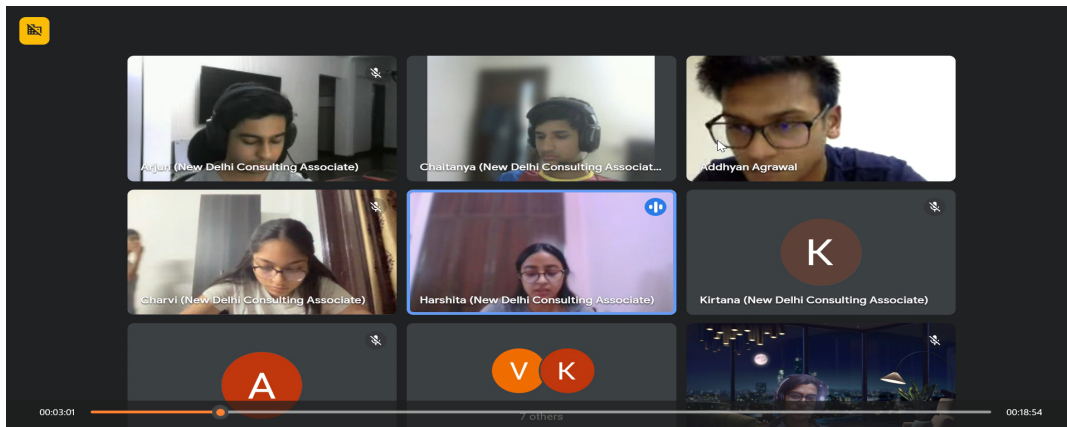 Arjun (New Delhi Consulting Associate)
Chaitanya (New Delhi Consulting Associat...
Addhyan Agrawal
Charvi (New Delhi Consulting Associate)
Harshita (New Delhi Consulting Associate)
K
Kirtana (New Delhi Consulting Associate)
A
V
K
7 others
00:03:01
00:18:54